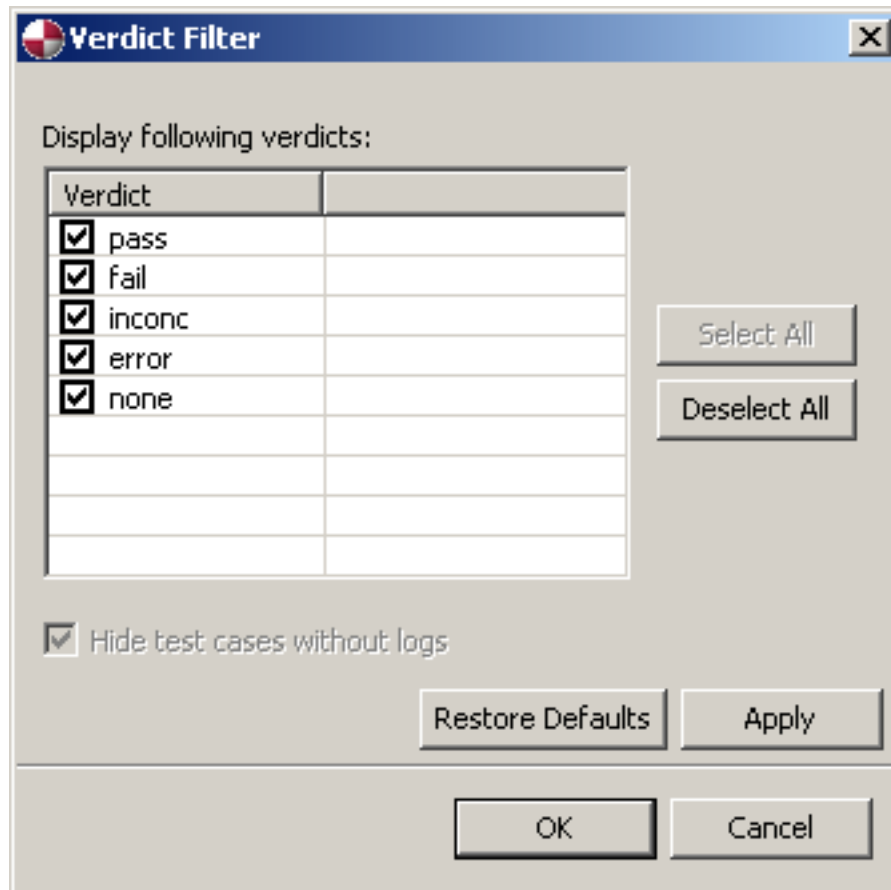 Verdict Filter
Display following verdicts:
Verdict
pass
fail
inconc
error
none
Select All
Deselect All
Hide test cases without logs
Restore Defaults
Apply
OK
Cancel